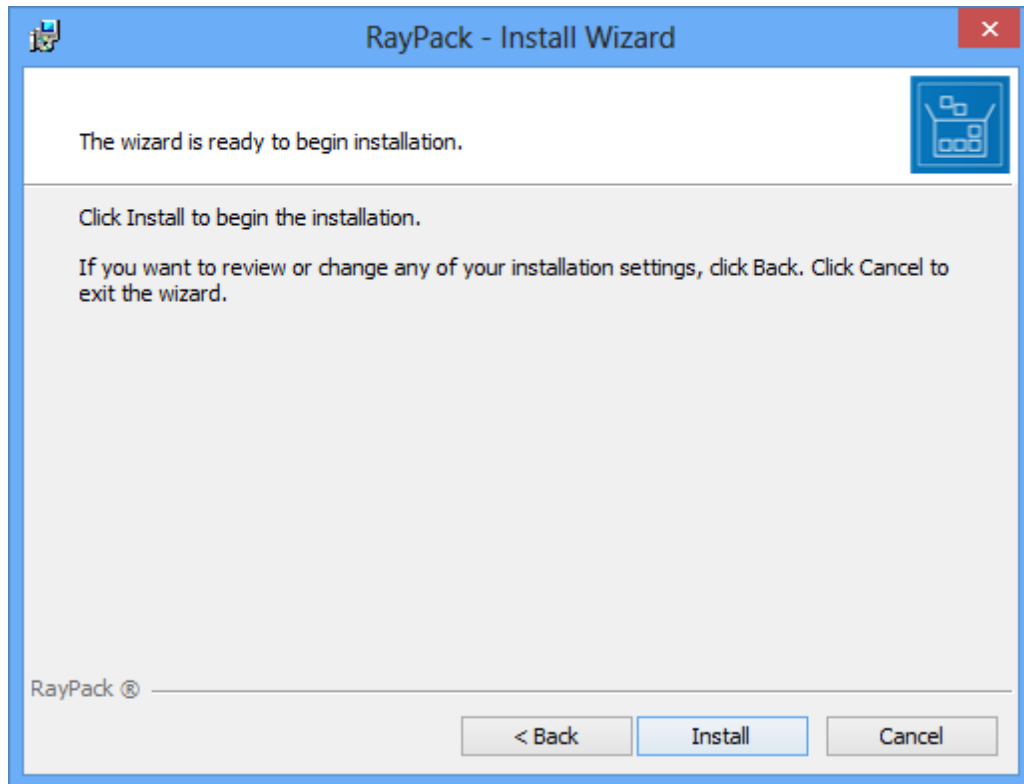 RayPack - Install Wizard
The wizard is ready to begin installation.
Click Install to begin the installation.
If you want to review or change any of your installation settings, click Back. Click Cancel to
exit the wizard.
RayPack ®
< Back Install Cancel